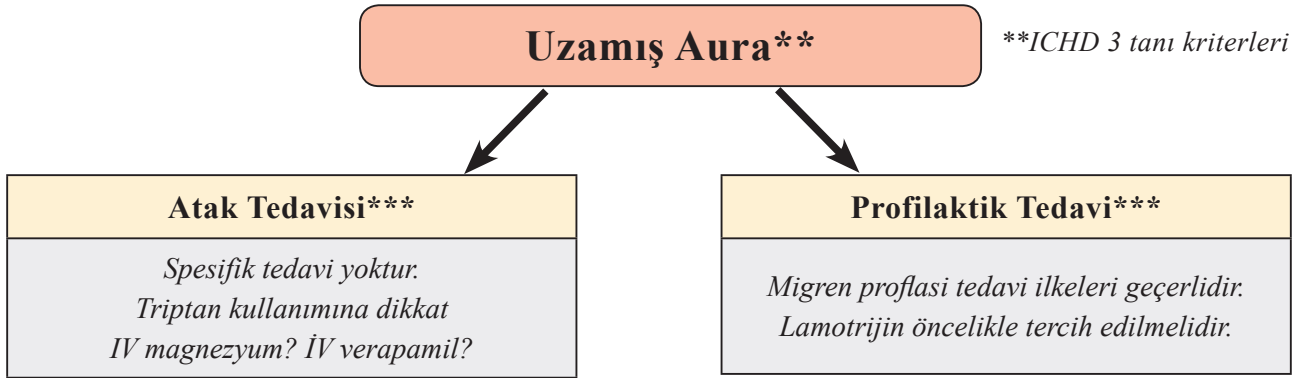 Uzamış Aura**
**ICHD 3 tanı kriterleri
Atak Tedavisi***
Spesifik tedavi yoktur.
Triptan kullanımına dikkat
IV magnezyum? İV verapamil?
Profilaktik Tedavi***
Migren proflasi tedavi ilkeleri geçerlidir.
Lamotrijin öncelikle tercih edilmelidir.